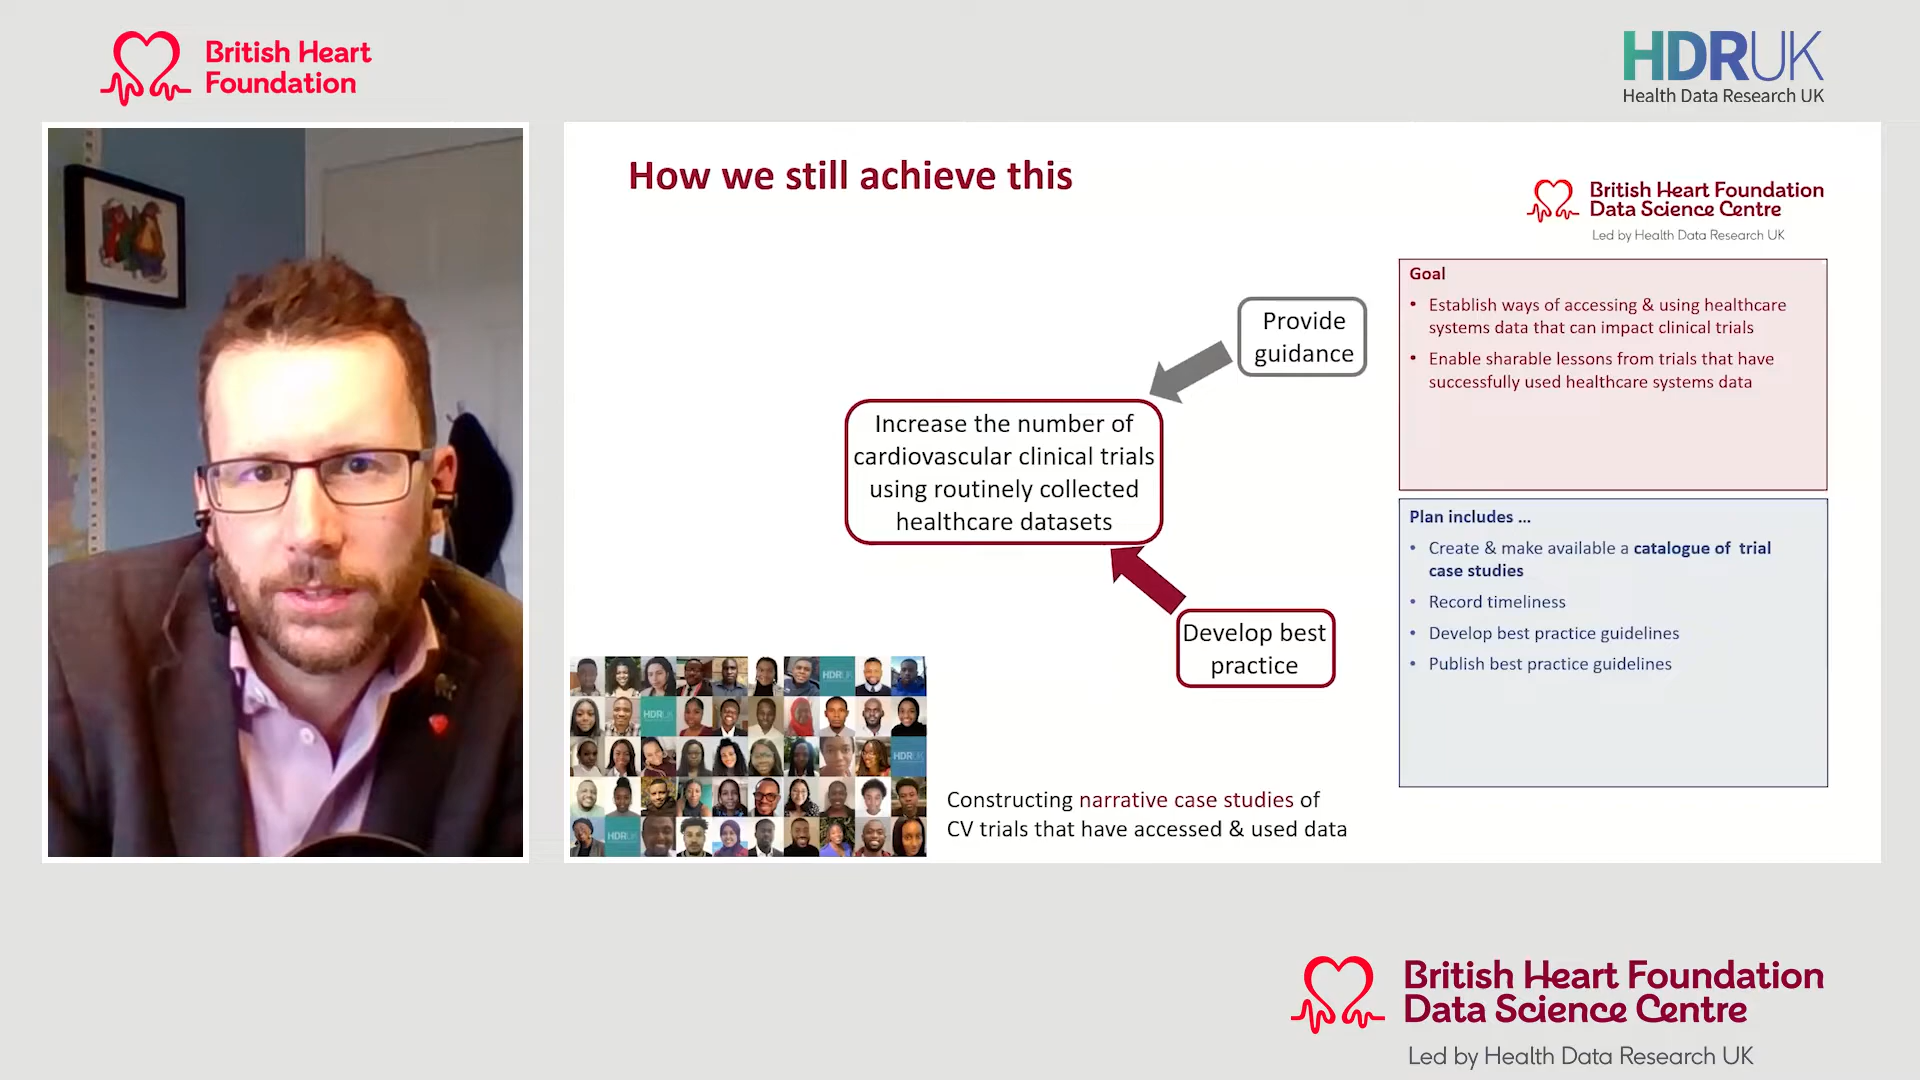 British Heart
Foundation
HDRUK
Health Data Research UK
How we still achieve this
British Heart Foundation
Data Science Centre
Led by Health Data Research UK
Provide
guidance
Increase the number of
cardiovascular clinical trials
using routinely collected
healthcare datasets
Develop best
practice
Goal
• Establish ways of accessing & using healthcare
systems data that can impact clinical trials
• Enable sharable lessons from trials that have
successfully used healthcare systems data
Plan includes ...
• Create & make available a catalogue of trial
case studies
• Record timeliness
• Develop best practice guidelines
• Publish best practice guidelines
HDRUK
HDRUK
HDRUK
HDRUK
Constructing narrative case studies of
CV trials that have accessed & used data
British Heart Foundation
Data Science Centre
Led by Health Data Research UK